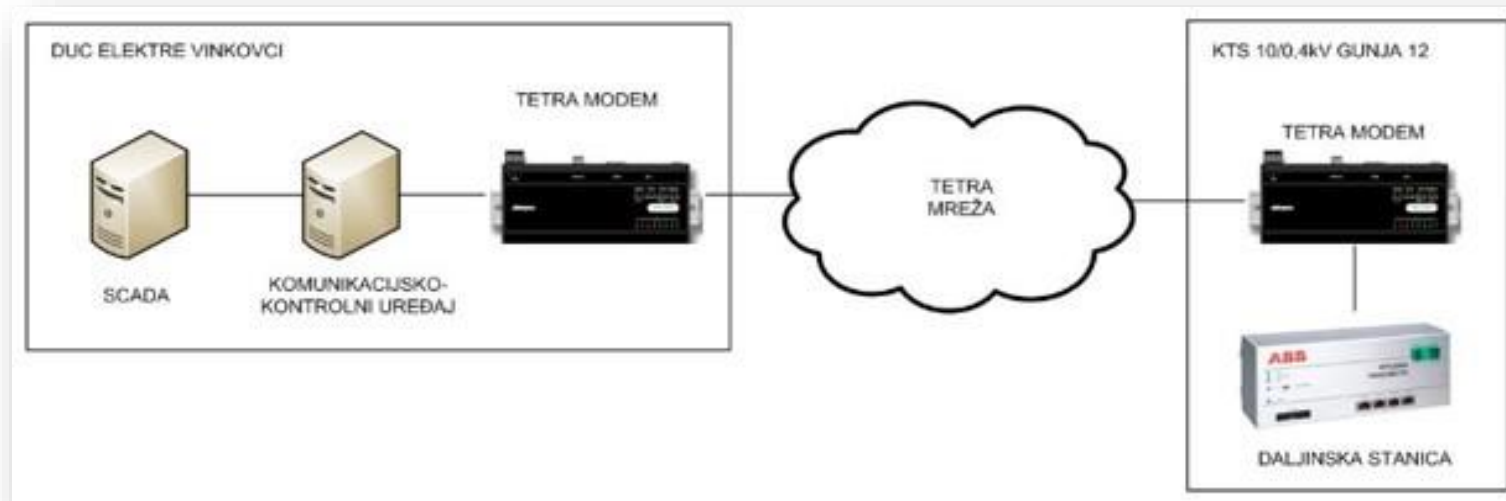 DUC ELEKTRE VINKOVCI
TETRA MODEM
SCADA
KOMUNIKACIJSKO-
KONTROLNI UREĐAJ
TETRA
MREŽA
KTS 10/0,4kV GUNJA 12
TETRA MODEM
ABB
DALJINSKA STANICA